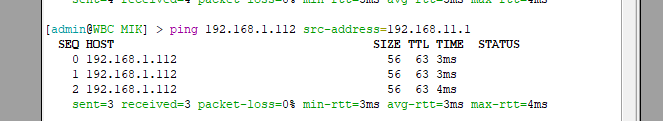 sent=4 received=4 packet-loss=0% min-rtt=3ms avg-rtt=3ms max-rtt=4ms
[admin@WBC MIK] > ping 192.168.1.112 src-address=192.168.11.1
SEQ HOST SIZE TTL TIME STATUS
0 192.168.1.112 56 63 3ms
1 192.168.1.112 56 63 3ms
2 192.168.1.112 56 63 4ms
sent=3 received=3 packet-loss=0% min-rtt=3ms avg-rtt=3ms max-rtt=4ms